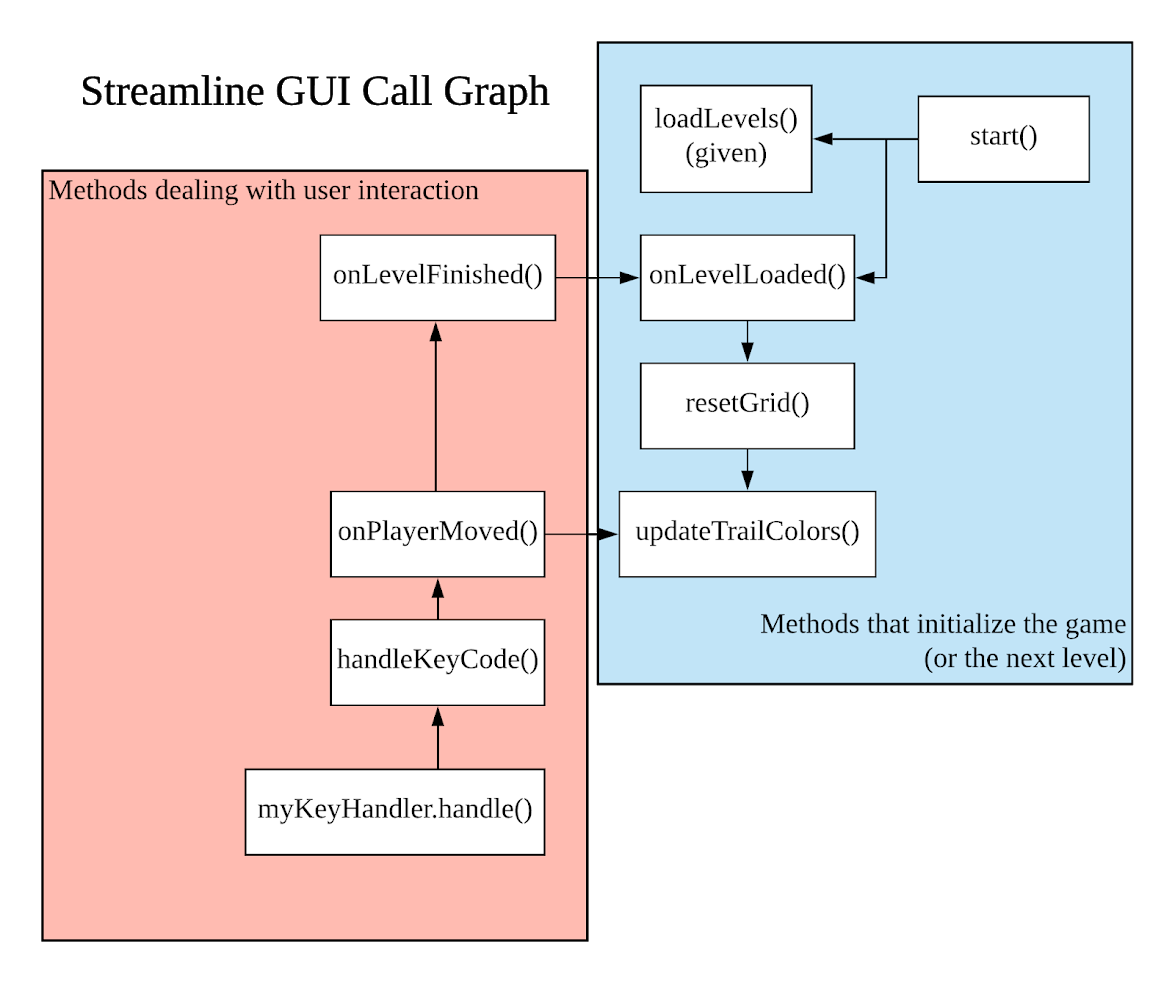 Streamline GUI Call Graph
loadLevels()
(given)
start()
Methods dealing with user interaction
onLevelFinished()
onLevelLoaded()
resetGrid()
onPlayerMoved()
updateTrailColors()
Methods that initialize the game
(or the next level)
handleKeyCode()
myKeyHandler.handle()